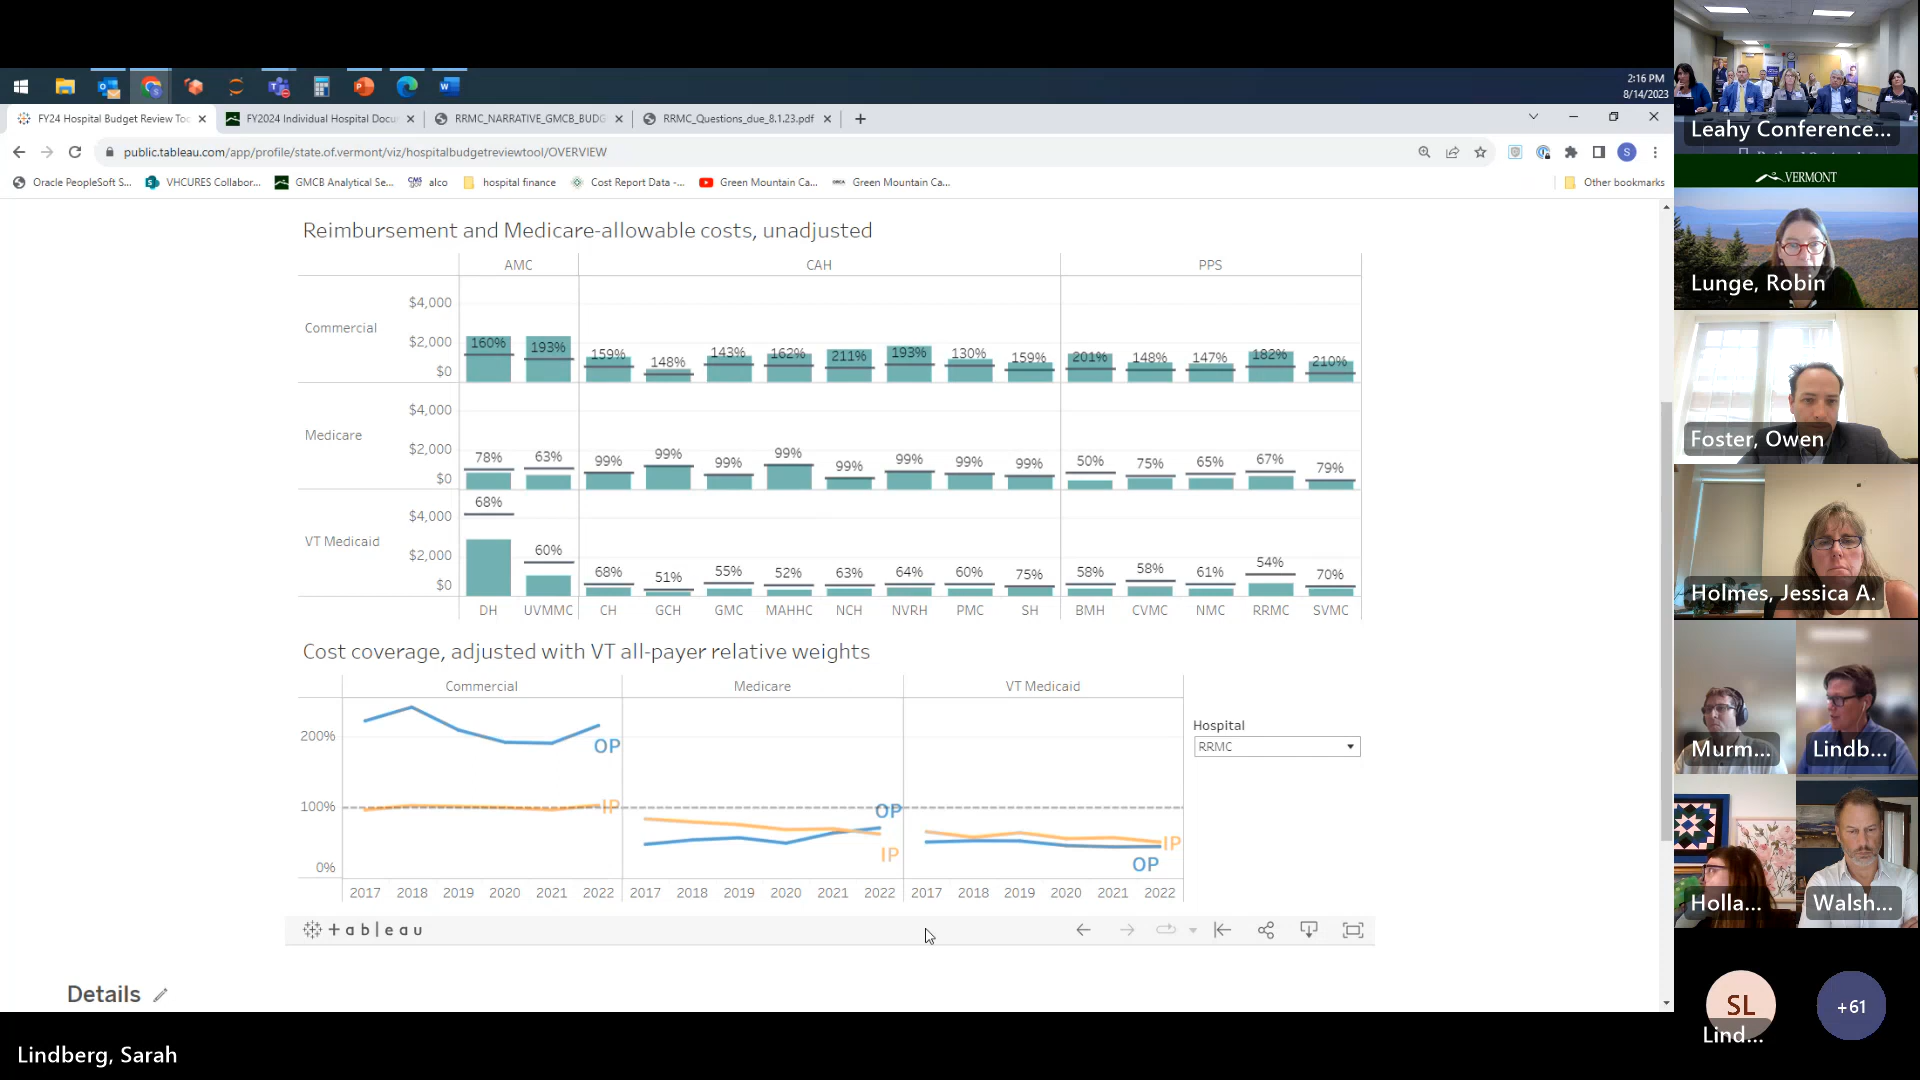 2:16 PM
8/14/2023
FY24 Hospital Budget Review Too
FY2024 Individual Hospital Docu
RRMC_NARRATIVE_GMCB_BUDG
RRMC_Questions_due_8.1.23.pdf
public.tableau.com/app/profile/state.of.vermont/viz/hospitalbudgetreviewtool/OVERVIEW
S
Oracle PeopleSoft S...
VHCURES Collabor...
GMCB Analytical Se...
CMS alco
hospital finance
Cost Report Data -...
Green Mountain Ca...
Green Mountain Ca...
Other bookmarks
Reimbursement and Medicare-allowable costs, unadjusted
AMC CAH PPS
Commercial
$4,000
$2,000
$0
160% 193% 159% 148% 143% 162% 211% 193% 130% 159% 201% 148% 147% 182% 210%
Medicare
$4,000
$2,000
$0
78% 63% 99% 99% 99% 99% 99% 99% 99% 99% 50% 75% 65% 67% 79%
VT Medicaid
$4,000
$2,000
$0
68% 60% 68% 51% 55% 52% 63% 64% 60% 75% 58% 58% 61% 54% 70%
DH UVMMC CH GCH GMC MAHHC NCH NVRH PMC SH BMH CVMC NMC RRMC SVMC
Cost coverage, adjusted with VT all-payer relative weights
Commercial Medicare VT Medicaid
200%
100%
0%
OP
IP
OP
IP
IP
OP
2017 2018 2019 2020 2021 2022 2017 2018 2019 2020 2021 2022 2017 2018 2019 2020 2021 2022
Hospital
RRMC
+ a b | e a u
Details
Lindberg, Sarah
Leahy Conference...
VERMONT
Lunge, Robin
Foster, Owen
Holmes, Jessica A.
Murm...
Lindb...
Holla...
Walsh...
SL
Lind...
+61